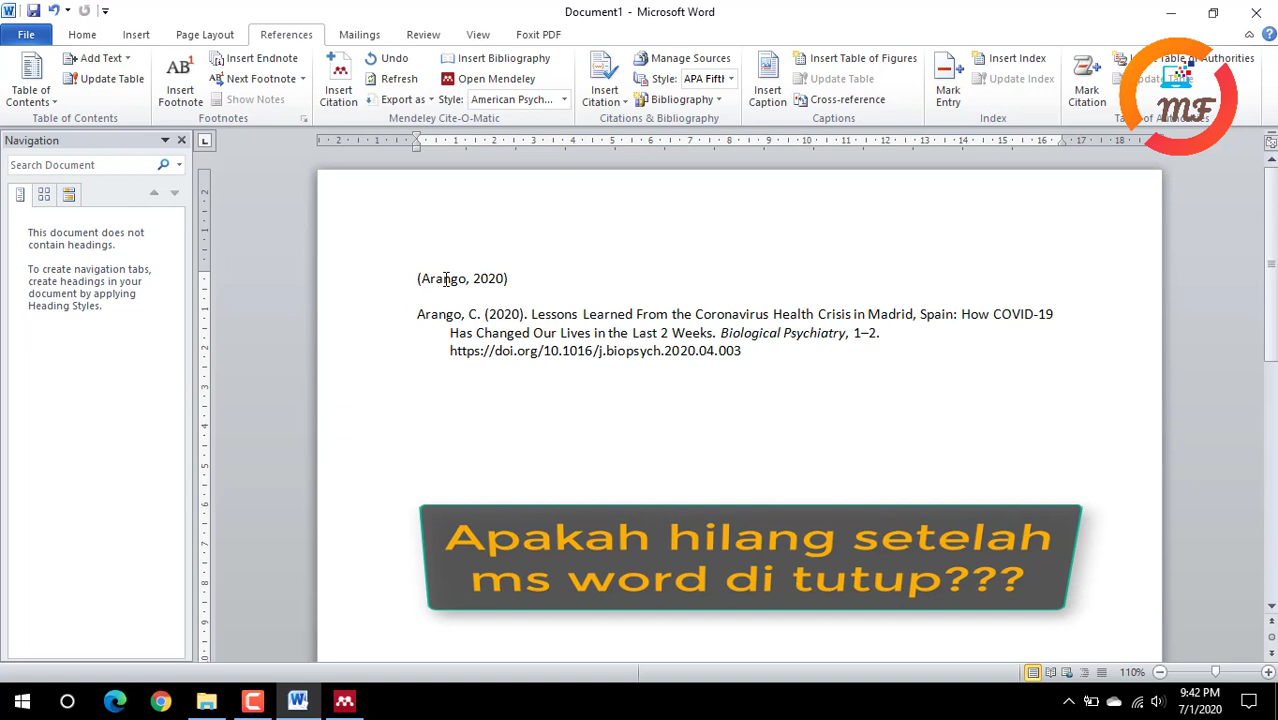 Document1 - Microsoft Word
File Home Insert Page Layout References Mailings Review View Foxit PDF
Table of Contents
Add Text
Update Table
Table of Contents
AB1
Insert Footnote
Insert Endnote
Next Footnote
Show Notes
Footnotes
Insert Citation
Undo
Refresh
Export as
Insert Bibliography
Open Mendeley
Style: American Psych...
Mendeley Cite-O-Matic
Insert Citation
Manage Sources
Style: APA Fifth
Bibliography
Citations & Bibliography
Insert Caption
Insert Table of Figures
Update Table
Cross-reference
Captions
Mark Entry
Insert Index
Update Index
Index
Mark Citation
Authorities
MF
Navigation
Search Document
This document does not
contain headings.
To create navigation tabs,
create headings in your
document by applying
Heading Styles.
(Arango, 2020)
Arango, C. (2020). Lessons Learned From the Coronavirus Health Crisis in Madrid, Spain: How COVID-19
Has Changed Our Lives in the Last 2 Weeks. Biological Psychiatry, 1–2.
https://doi.org/10.1016/j.biopsych.2020.04.003
Apakah hilang setelah
ms word di tutup???
110%
9:42 PM
7/1/2020